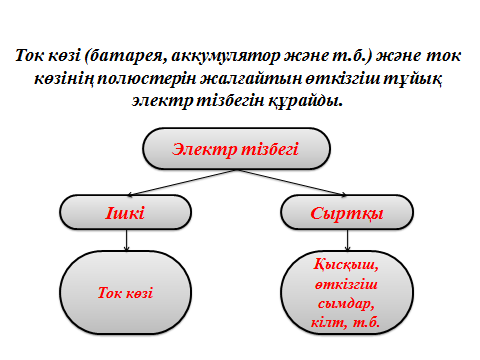 Ток көзі (батарея, аккумулятор және т.б.) және ток
көзінің полюстерін жалғайтын өткізгіш тұйық
электр тізбегін құрайды.
Электр тізбегі
Ішкі
Сыртқы
Ток көзі
Қысқыш,
өткізгіш
сымдар,
кілт, т.б.